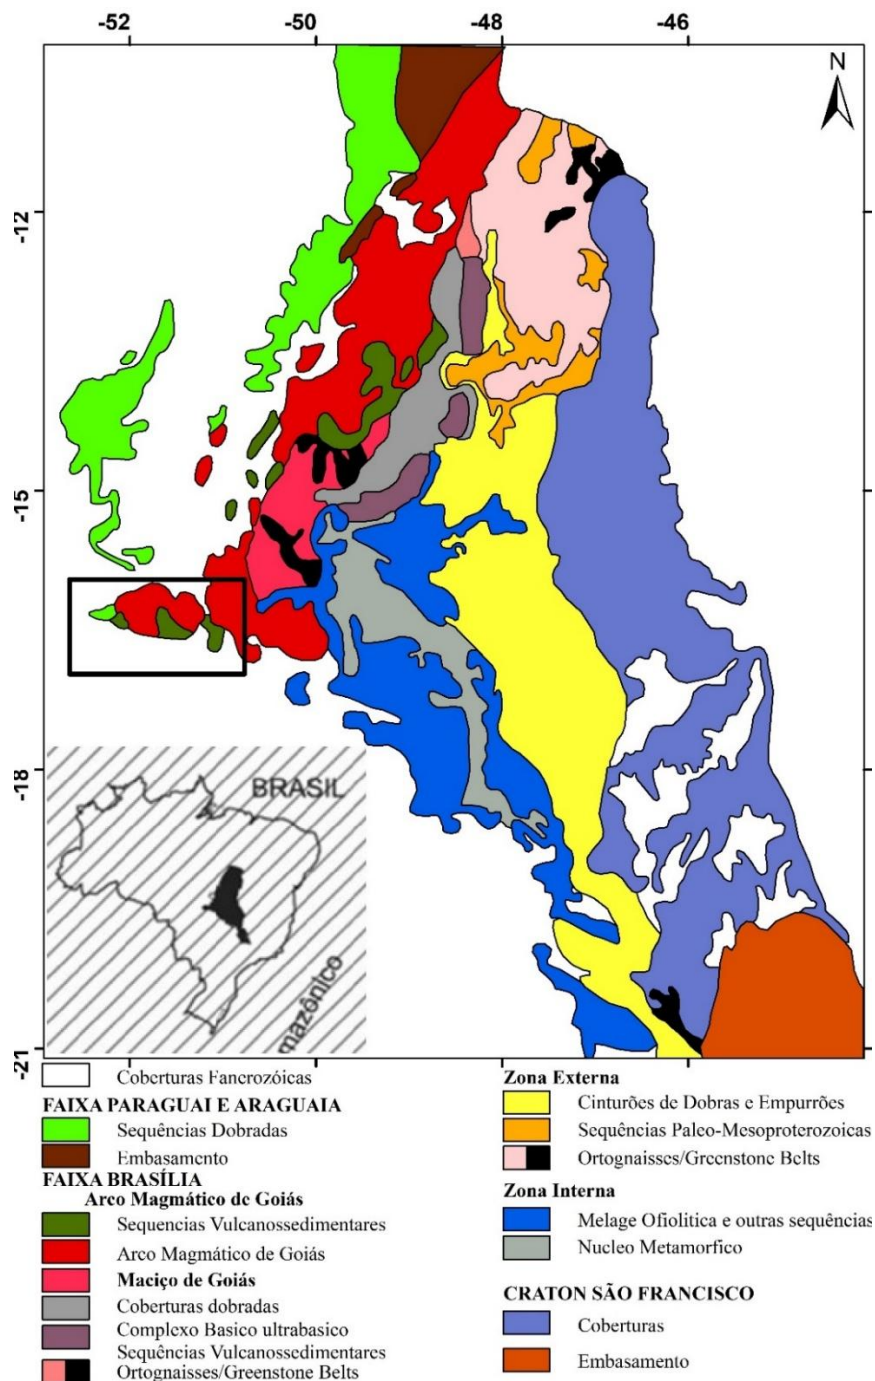 -52 -50 -48 -46
N
-12
-15
-18
-21
BRASIL
mazônico
Coberturas Fanerozóicas
FAIXA PARAGUAI E ARAGUAIA
Sequências Dobradas
Embasamento
FAIXA BRASÍLIA
Arco Magmático de Goiás
Sequencias Vulcanossedimentares
Arco Magmático de Goiás
Maciço de Goiás
Coberturas dobradas
Complexo Basico ultrabasico
Sequências Vulcanossedimentares
Ortognaisses/Greenstone Belts
Zona Externa
Cinturões de Dobras e Empurrões
Sequências Paleo-Mesoproterozoicas
Ortognaisses/Greenstone Belts
Zona Interna
Melage Ofiolitica e outras sequências
Nucleo Metamorfico
CRATON SÃO FRANCISCO
Coberturas
Embasamento